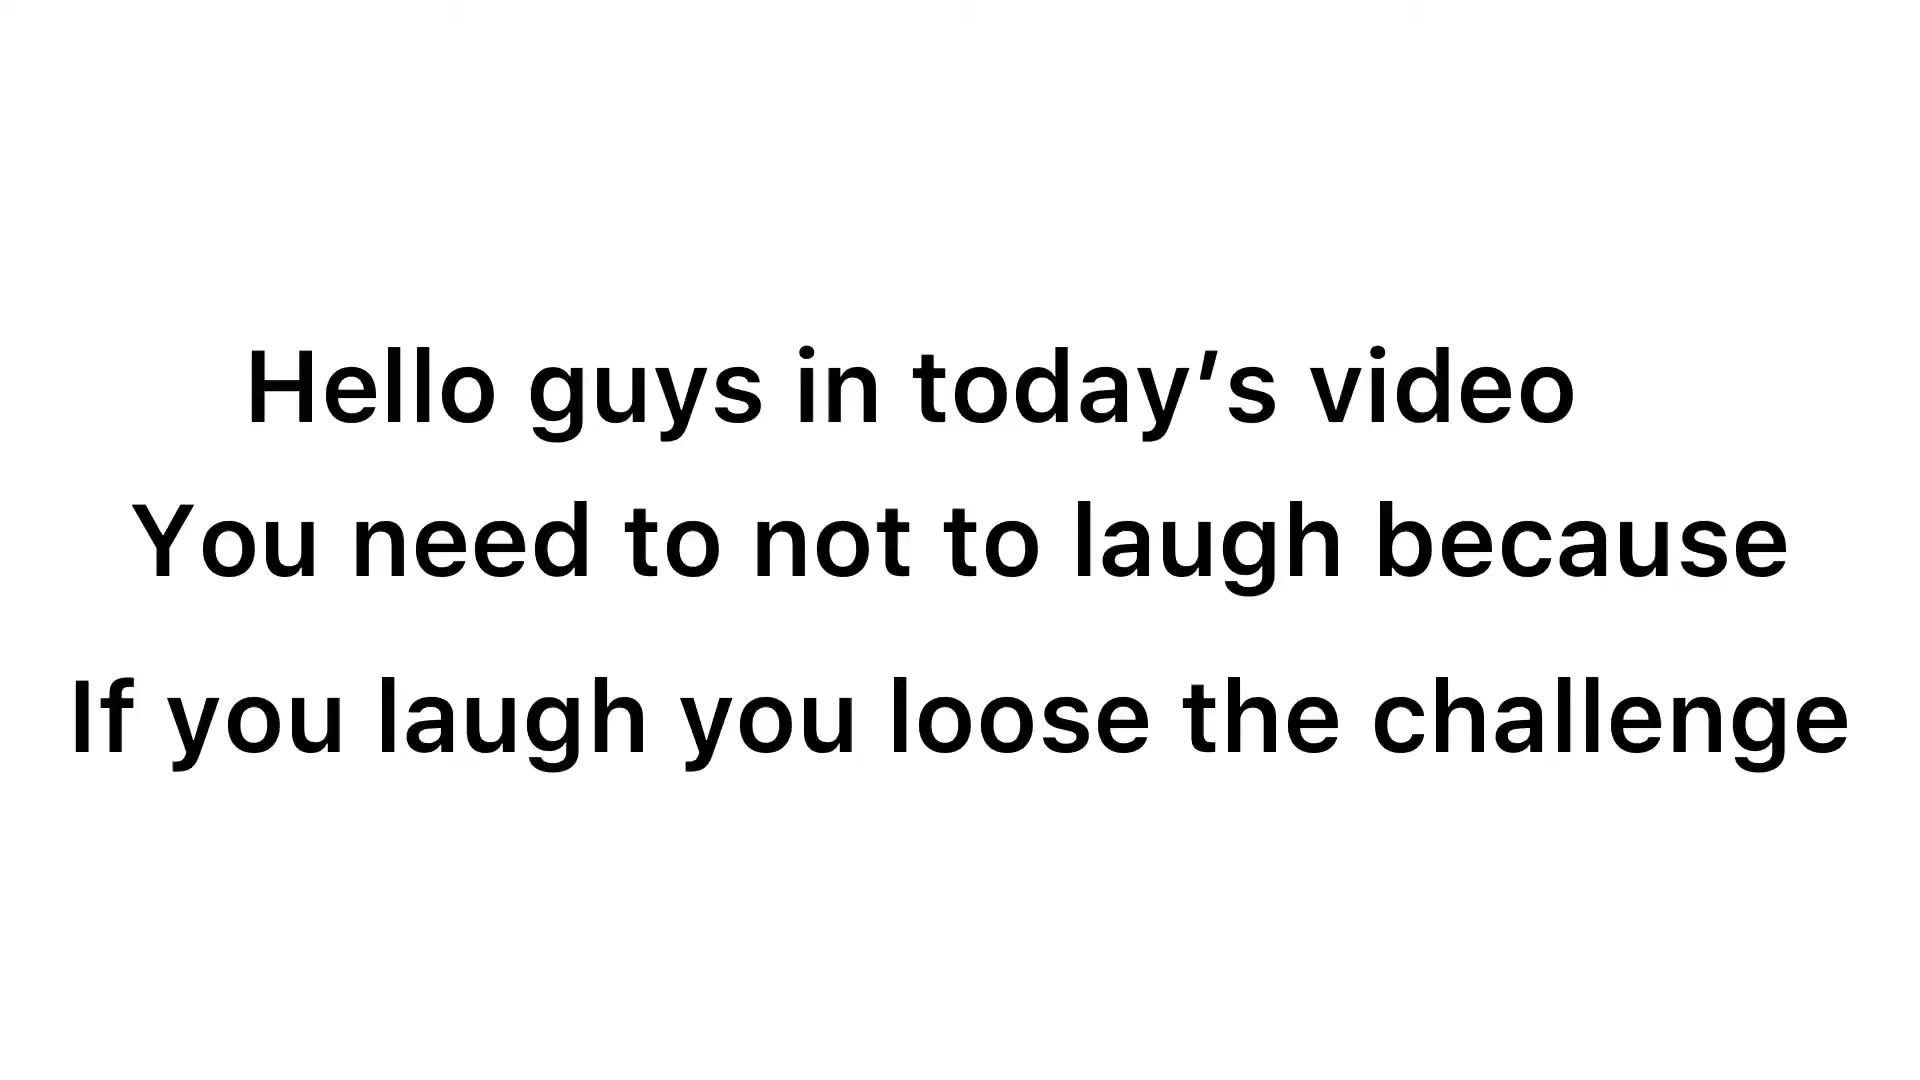 Hello guys in today’s video
You need to not to laugh because
If you laugh you loose the challenge